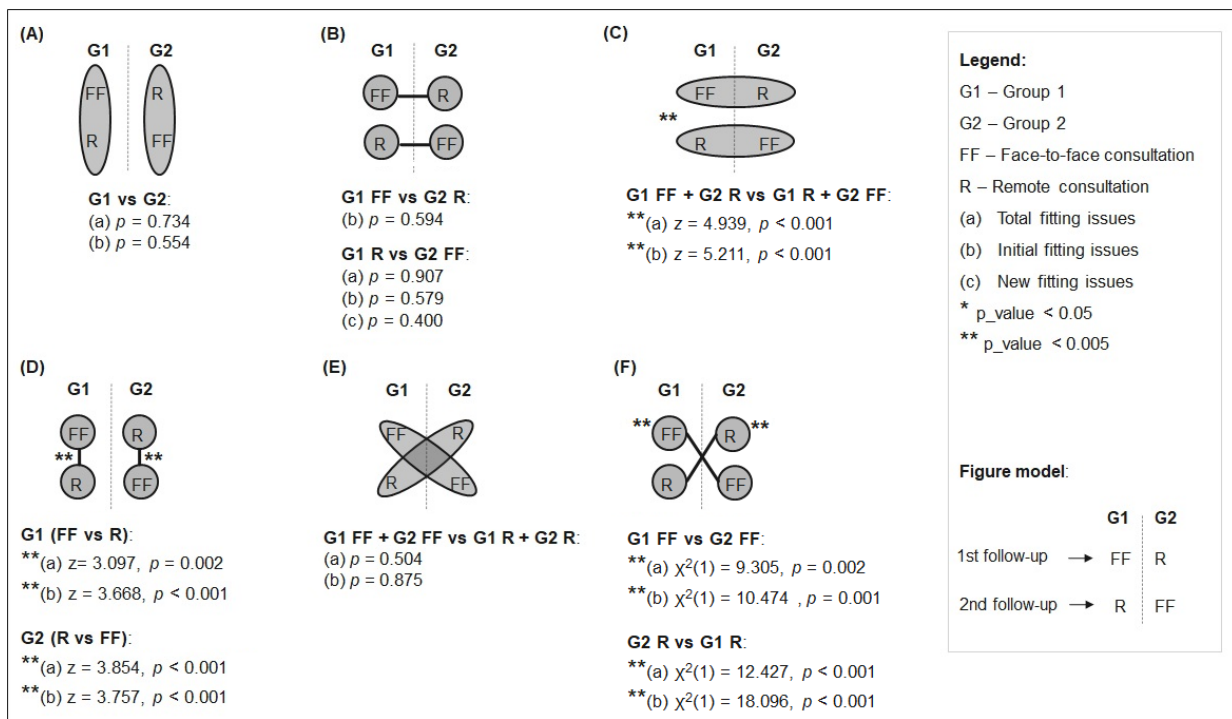 (A)
G1 G2
FF R
R FF
G1 vs G2:
(a) p = 0.734
(b) p = 0.554
(B)
G1 G2
FF R
R FF
G1 FF vs G2 R:
(b) p = 0.594
G1 R vs G2 FF:
(a) p = 0.907
(b) p = 0.579
(c) p = 0.400
(C)
G1 G2
FF R
**
R FF
G1 FF + G2 R vs G1 R + G2 FF:
**(a) z = 4.939, p < 0.001
**(b) z = 5.211, p < 0.001
(D)
G1 G2
FF R
** **
R FF
G1 (FF vs R):
**(a) z= 3.097, p = 0.002
**(b) z = 3.668, p < 0.001
G2 (R vs FF):
**(a) z = 3.854, p < 0.001
**(b) z = 3.757, p < 0.001
(E)
G1 G2
FF R
R FF
G1 FF + G2 FF vs G1 R + G2 R:
(a) p = 0.504
(b) p = 0.875
(F)
G1 G2
** FF R **
R FF
G1 FF vs G2 FF:
**(a) χ²(1) = 9.305, p = 0.002
**(b) χ²(1) = 10.474 , p = 0.001
G2 R vs G1 R:
**(a) χ²(1) = 12.427, p < 0.001
**(b) χ²(1) = 18.096, p < 0.001
Legend:
G1 – Group 1
G2 – Group 2
FF – Face-to-face consultation
R – Remote consultation
(a) Total fitting issues
(b) Initial fitting issues
(c) New fitting issues
* p_value < 0.05
** p_value < 0.005
Figure model:
G1 G2
1st follow-up → FF R
2nd follow-up → R FF